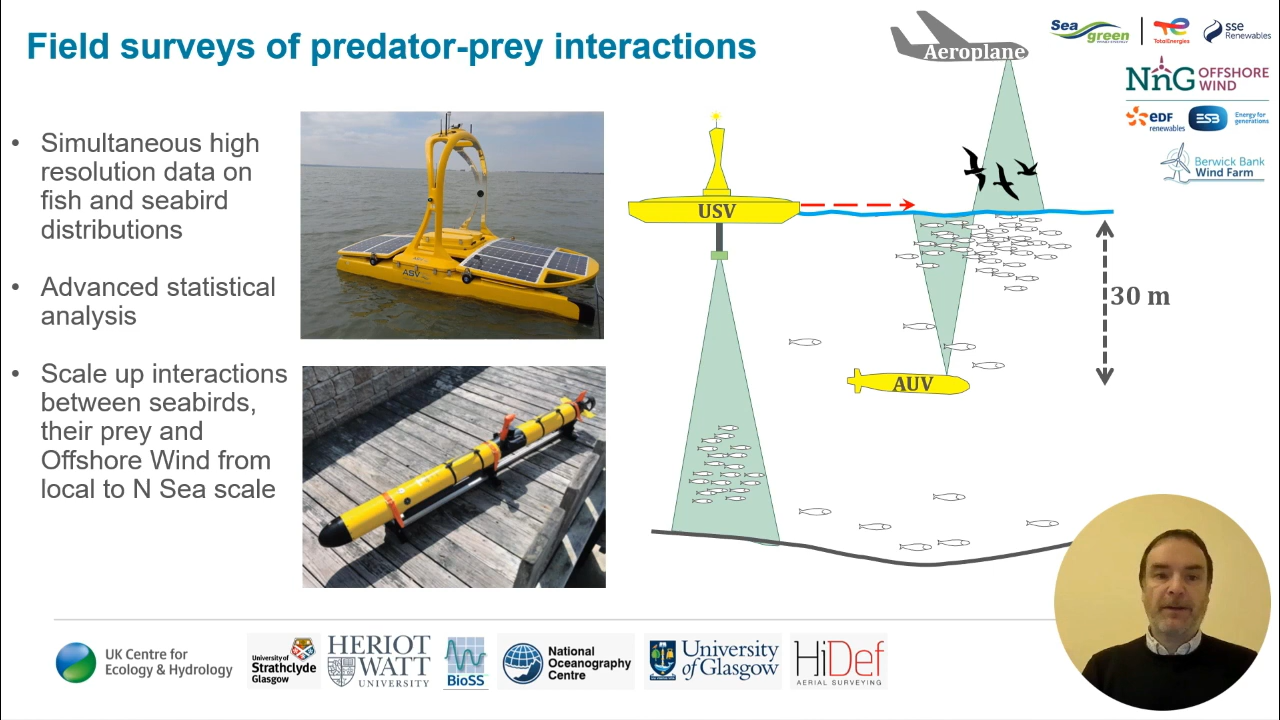 Field surveys of predator-prey interactions
Aeroplane
Sea
green
TotalEnergies
sse
Renewables
NnG OFFSHORE
WIND
eDF
renewables
ESB
Energy for
generations
Berwick Bank
Wind Farm
• Simultaneous high
resolution data on
fish and seabird
distributions
• Advanced statistical
analysis
• Scale up interactions
between seabirds,
their prey and
Offshore Wind from
local to N Sea scale
ASV
USV
30 m
AUV
UK Centre for
Ecology & Hydrology
University of
Strathclyde
Glasgow
HERIOT
WATT
UNIVERSITY
BioSS
National
Oceanography
Centre
University
of Glasgow
HiDef
AERIAL SURVEYING